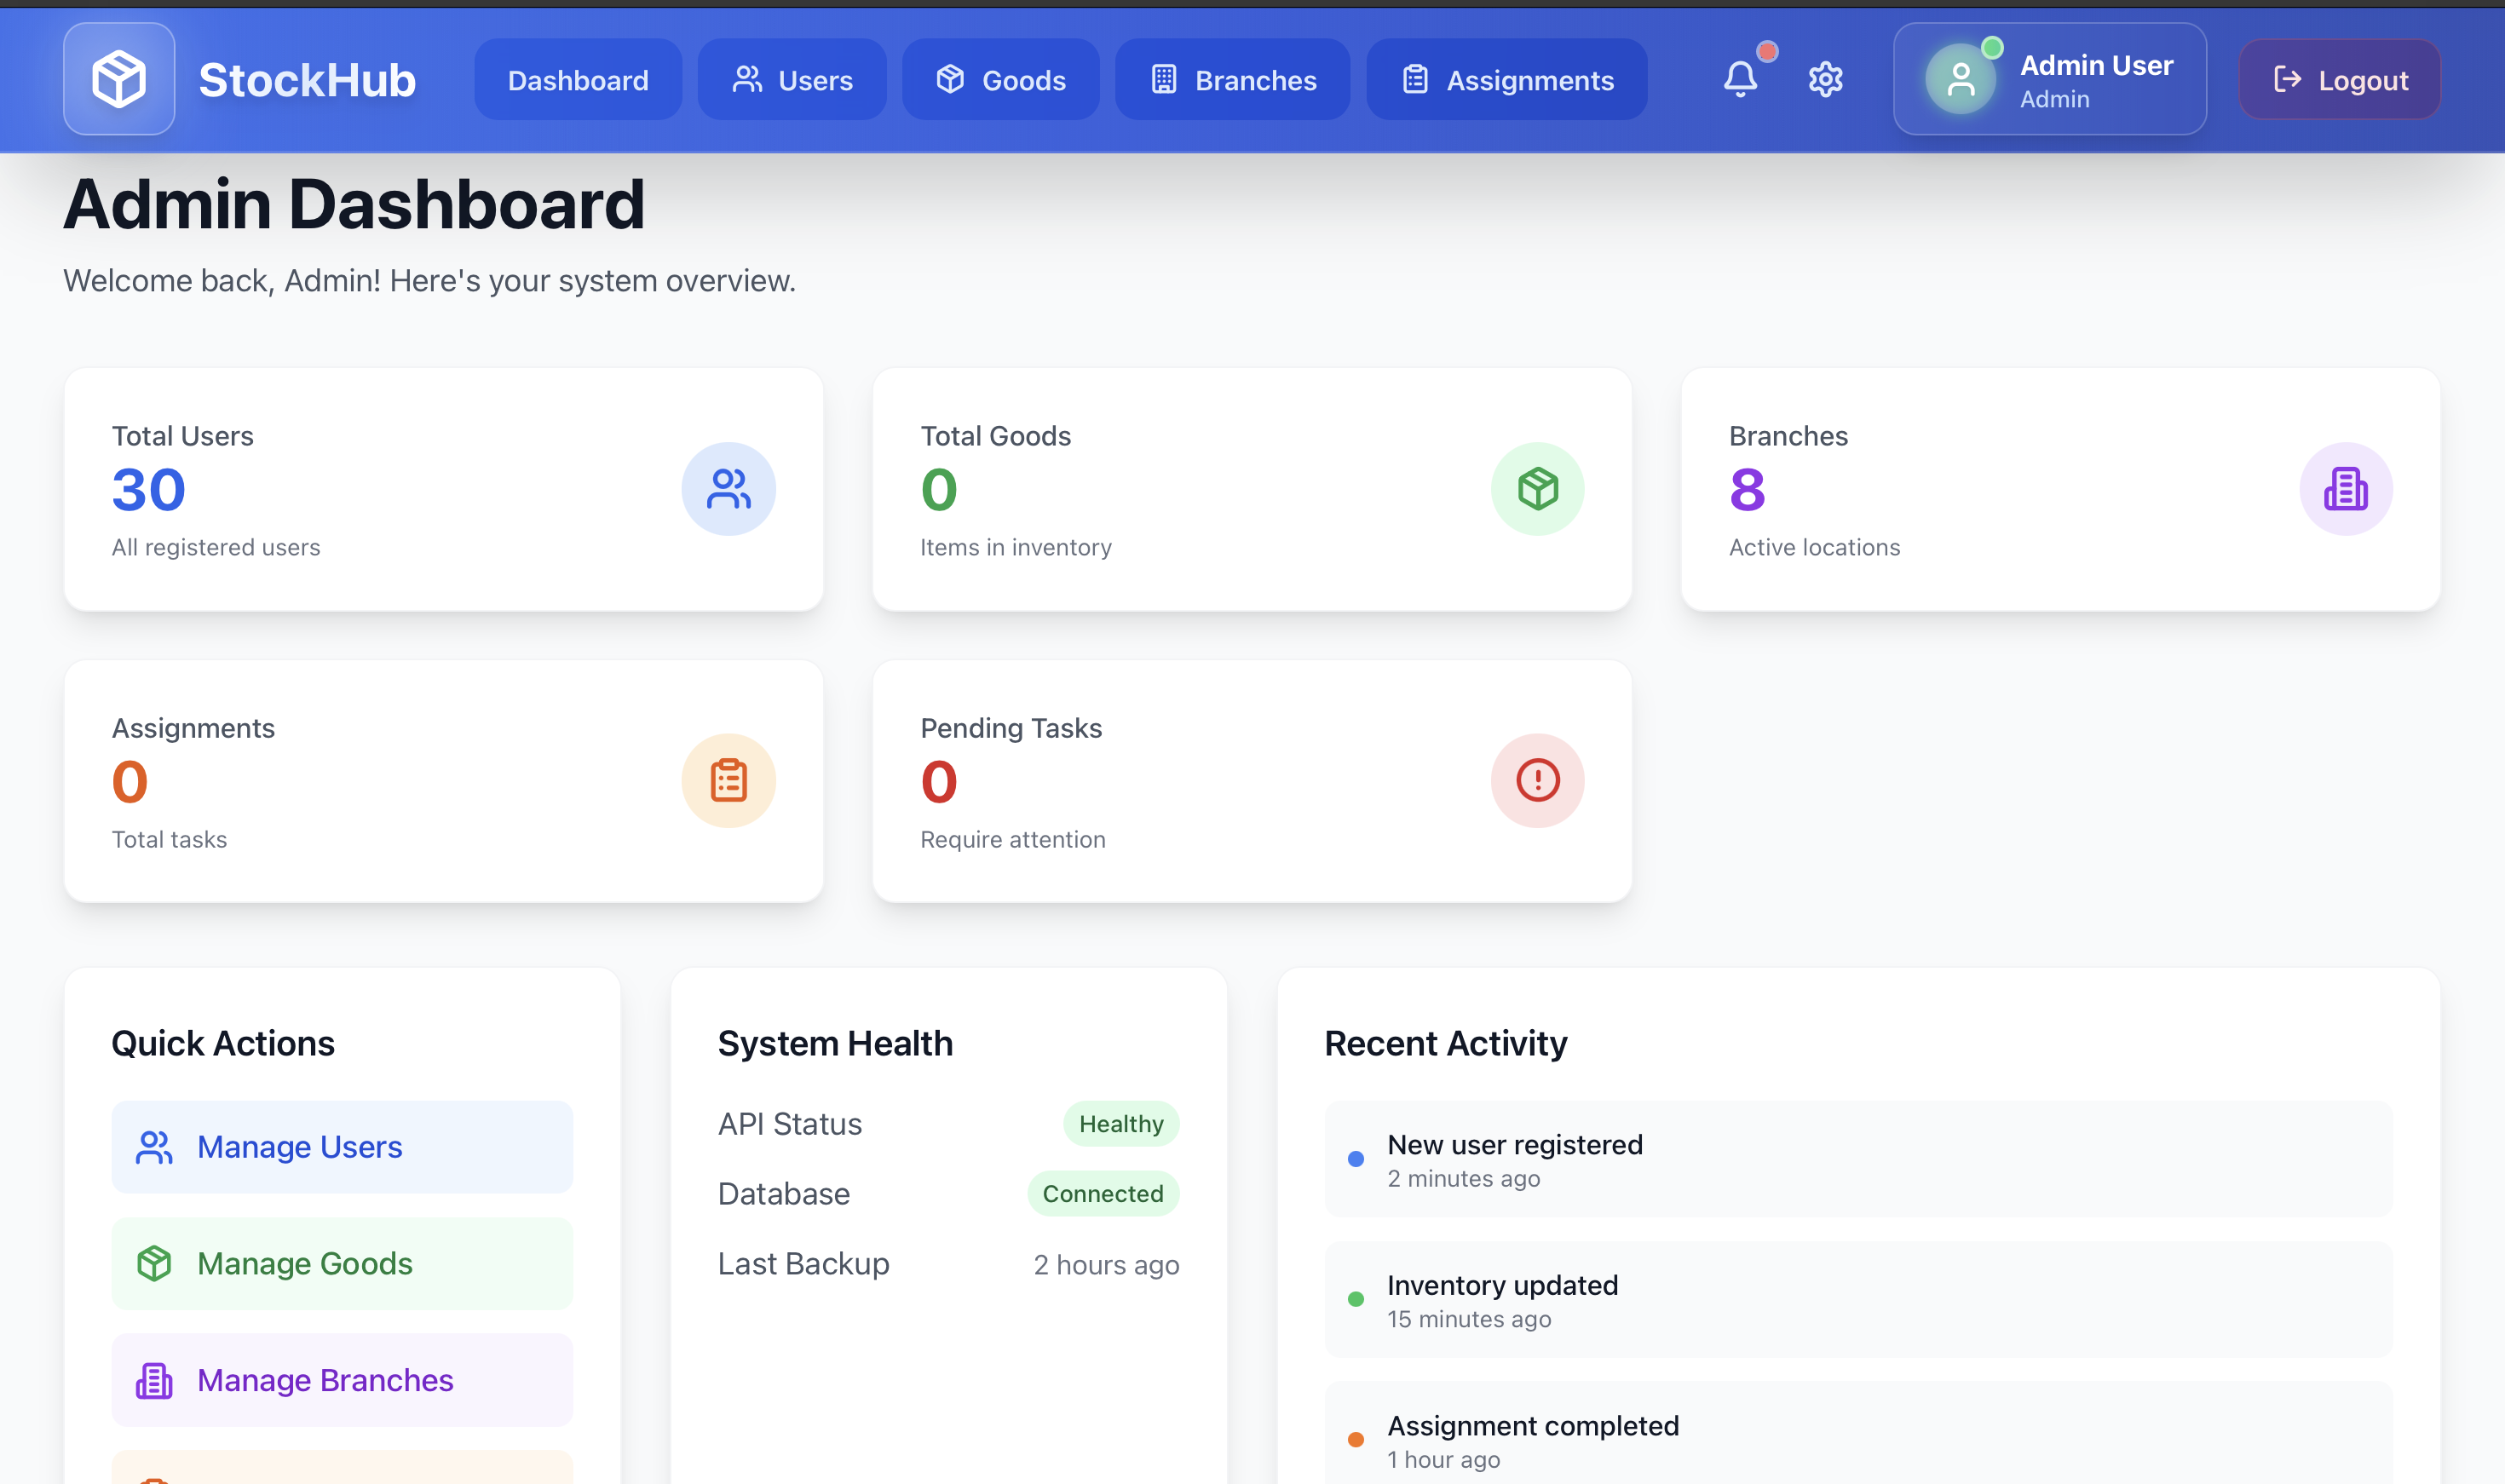 StockHub
Dashboard
Users
Goods
Branches
Assignments
Admin User
Admin
Logout
Admin Dashboard
Welcome back, Admin! Here's your system overview.
Total Users
30
All registered users
Total Goods
0
Items in inventory
Branches
8
Active locations
Assignments
0
Total tasks
Pending Tasks
0
Require attention
Quick Actions
Manage Users
Manage Goods
Manage Branches
System Health
API Status
Healthy
Database
Connected
Last Backup
2 hours ago
Recent Activity
New user registered
2 minutes ago
Inventory updated
15 minutes ago
Assignment completed
1 hour ago